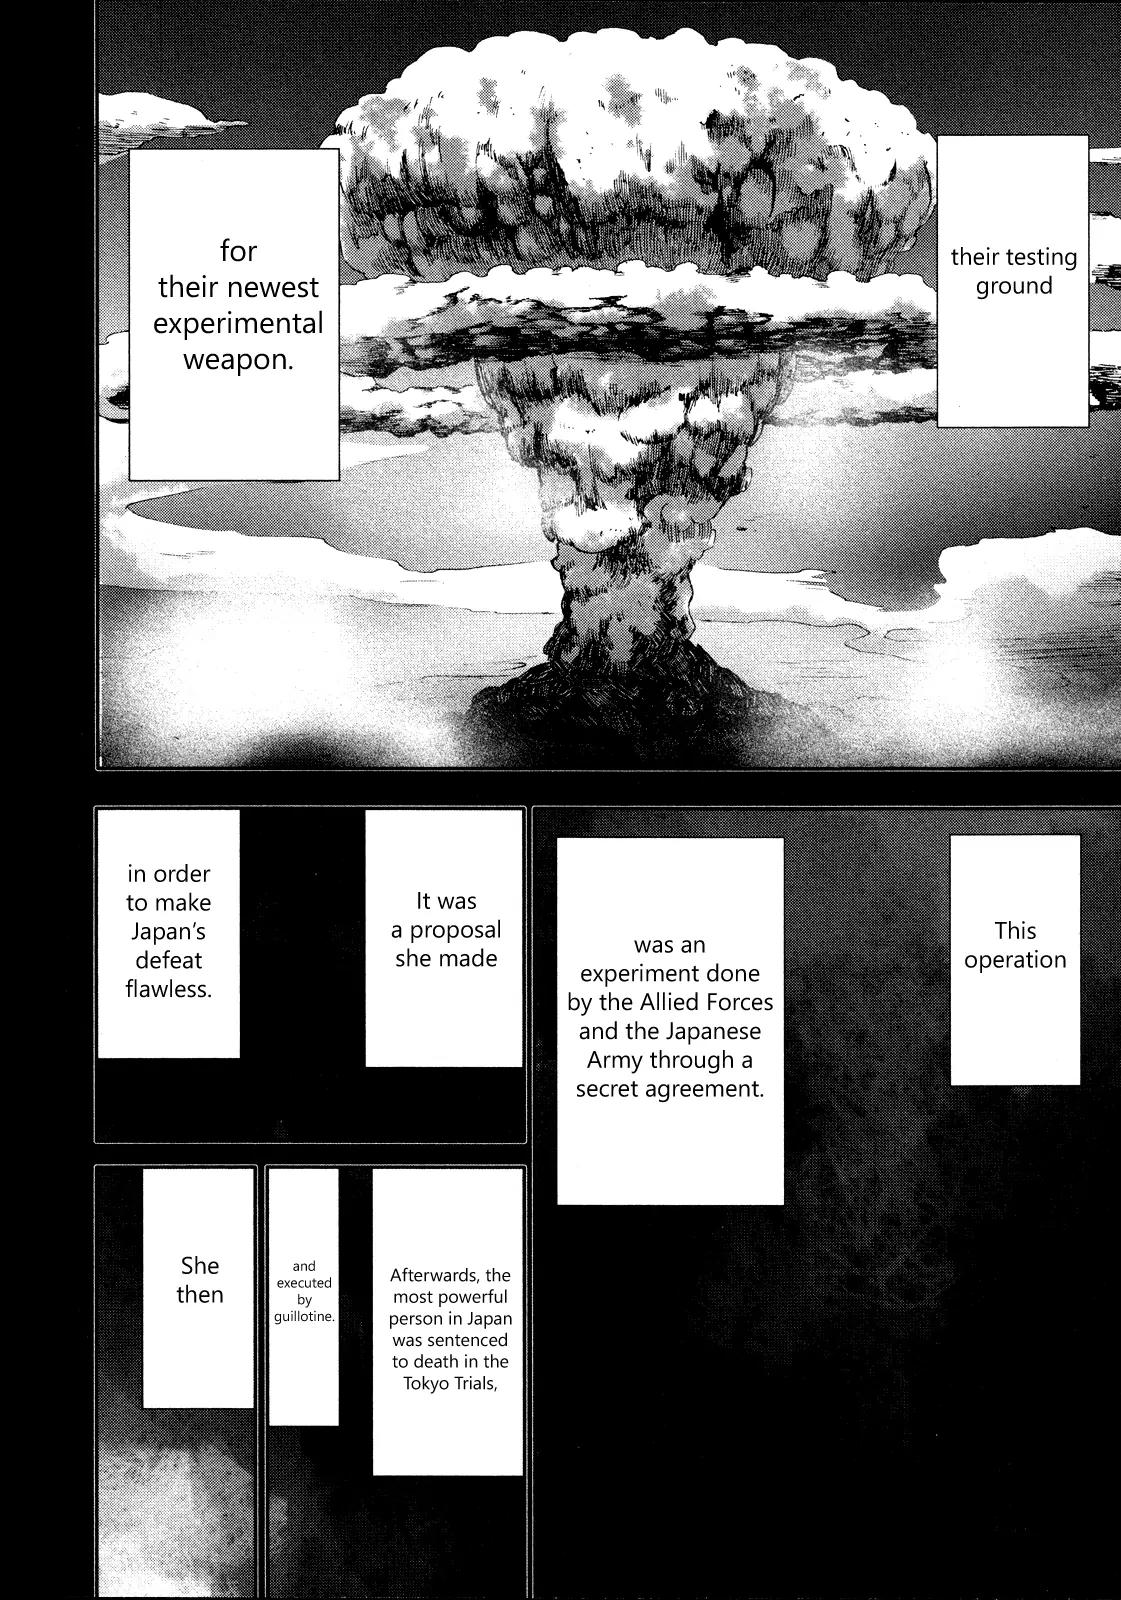 their testing
ground
for
their newest
experimental
weapon.
This
operation
was an
experiment done
by the Allied Forces
and the Japanese
Army through a
secret agreement.
It was
a proposal
she made
in order
to make
Japan's
defeat
flawless.
Afterwards, the
most powerful
person in Japan
was sentenced
to death in the
Tokyo Trials,
and
executed
by
guillotine.
She
then